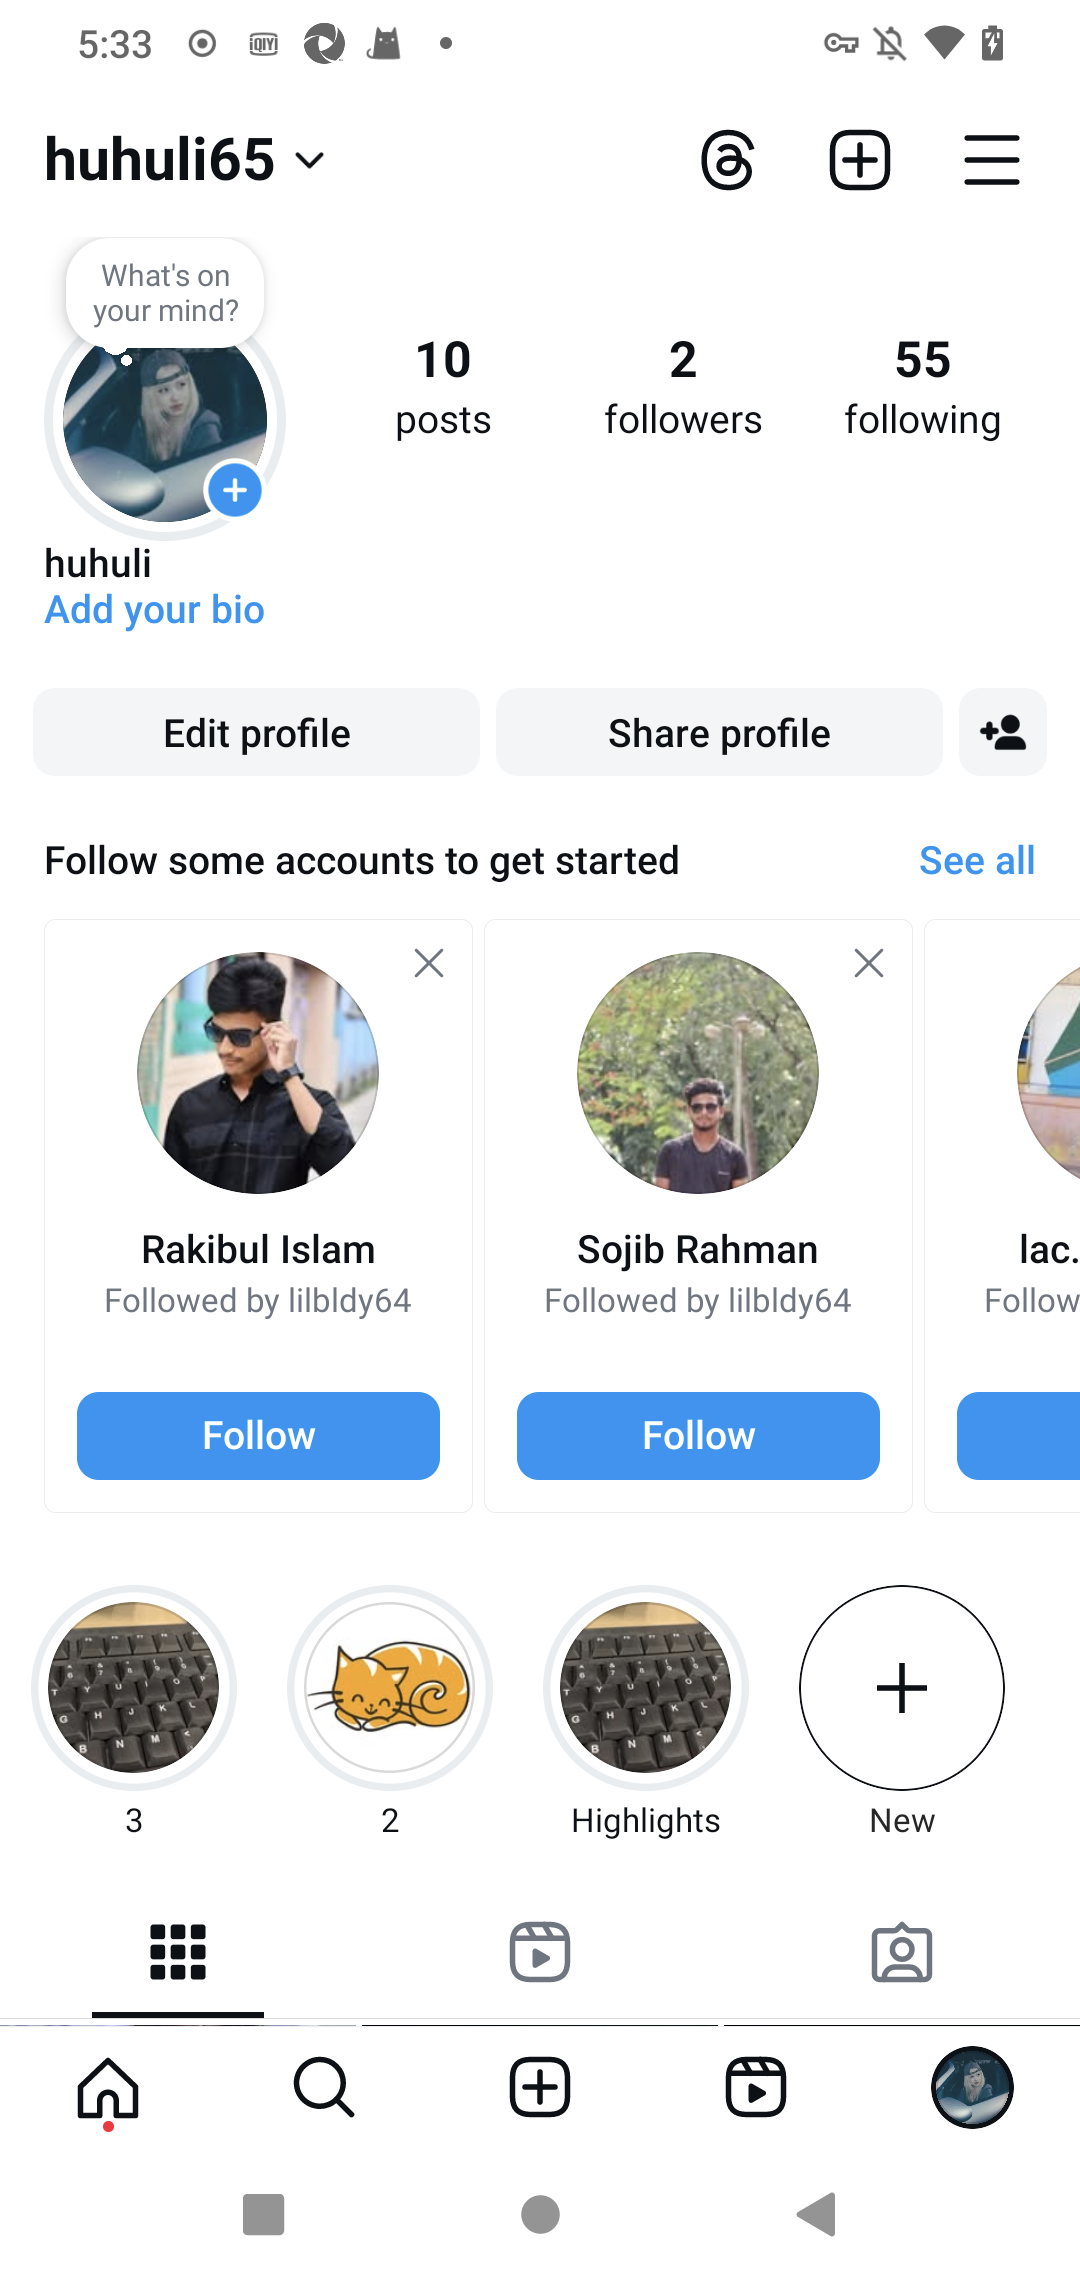 5:33
iQIYI
huhuli65
What's on
your mind?
10
posts
2
followers
55
following
huhuli
Add your bio
Edit profile
Share profile
Follow some accounts to get started
See all
Rakibul Islam
Followed by lilbldy64
Follow
Sojib Rahman
Followed by lilbldy64
Follow
lac.
Follow
3
2
Highlights
New